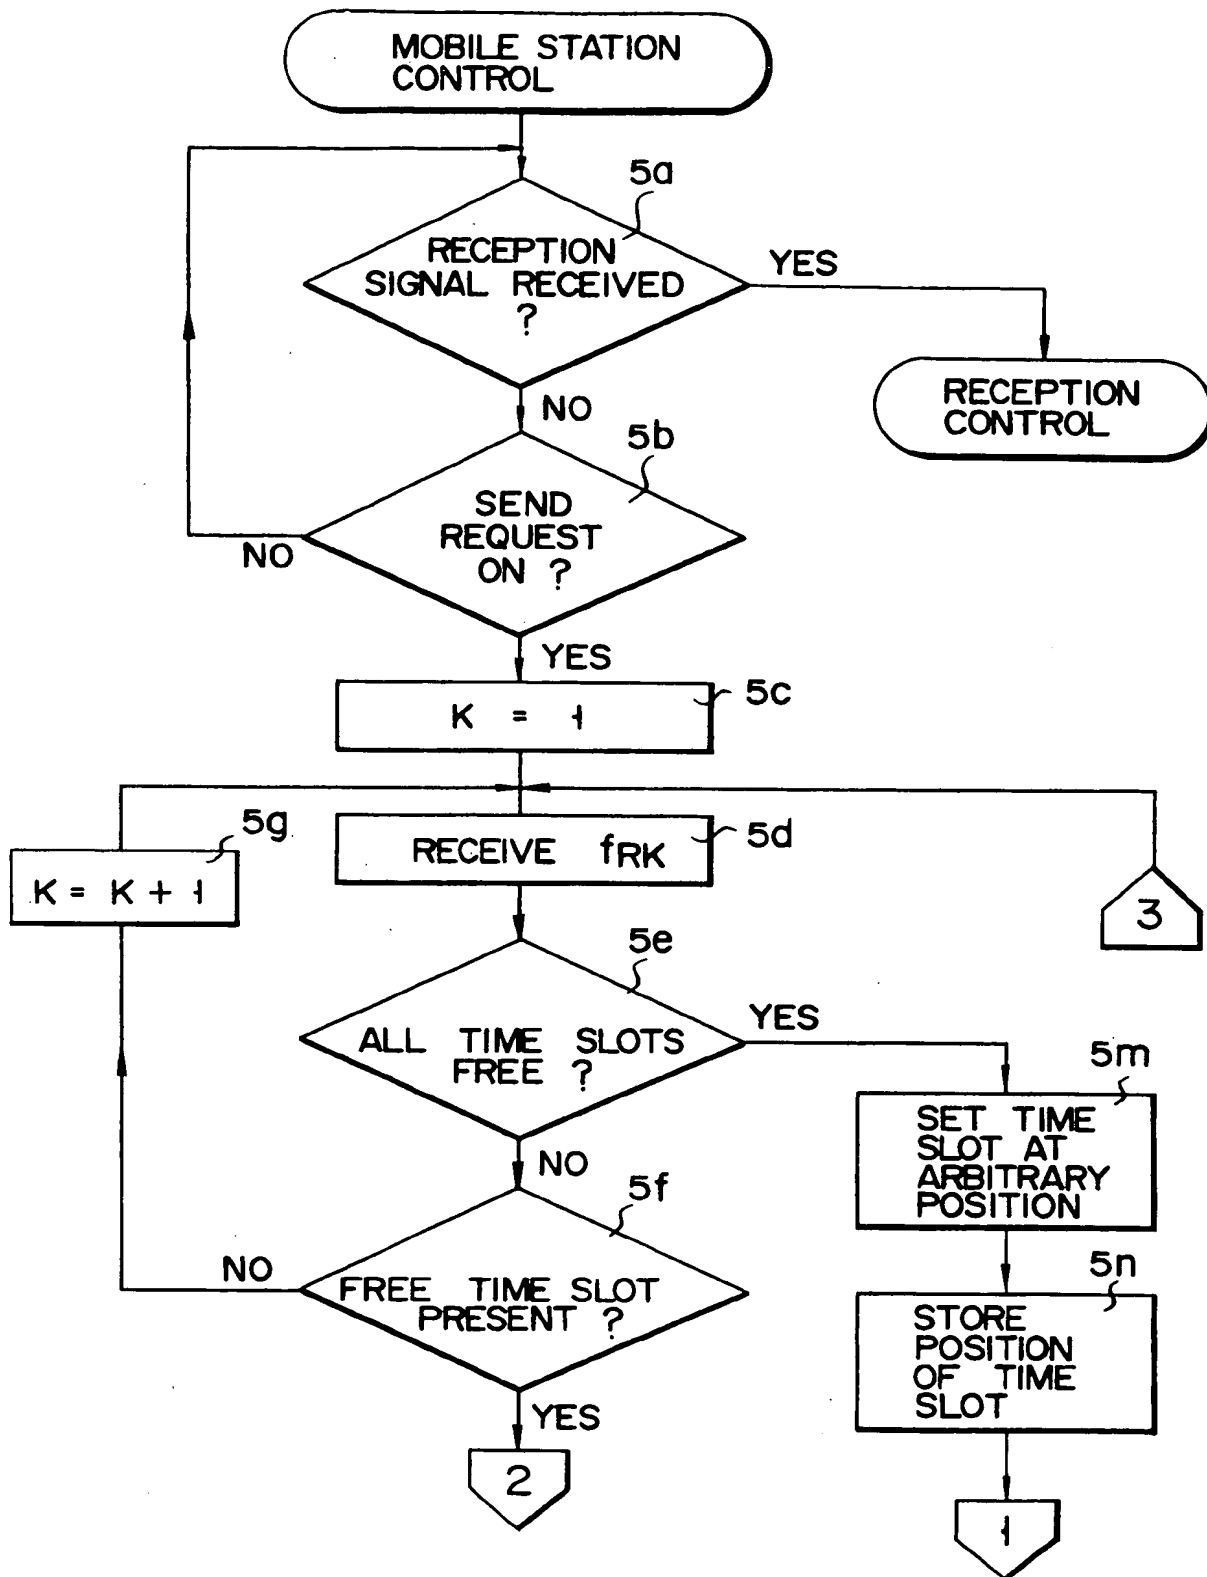 MOBILE STATION
CONTROL
5a
RECEPTION
SIGNAL RECEIVED
?
YES
RECEPTION
CONTROL
NO
5b
SEND
REQUEST
ON ?
NO
YES
5c
K = 1
5g
K = K + 1
5d
RECEIVE fRK
3
5e
ALL TIME SLOTS
FREE ?
YES
5m
SET TIME
SLOT AT
ARBITRARY
POSITION
NO
5f
FREE TIME SLOT
PRESENT ?
NO
5n
STORE
POSITION
OF TIME
SLOT
YES
2
1